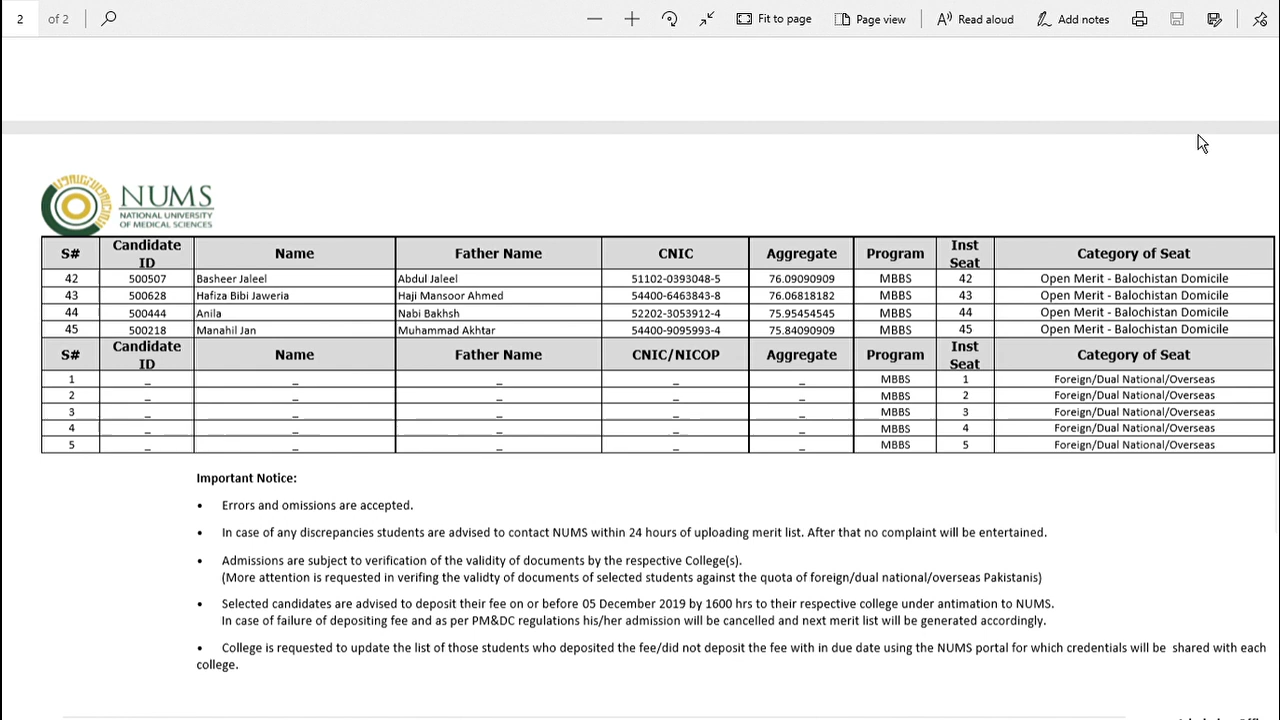 2 of 2 Fit to page Page view Read aloud Add notes
NUMS
NATIONAL UNIVERSITY
OF MEDICAL SCIENCES
S# Candidate ID Name Father Name CNIC Aggregate Program Inst Seat Category of Seat
42 500507 Basheer Jaleel Abdul Jaleel 51102-0393048-5 76.09090909 MBBS 42 Open Merit - Balochistan Domicile
43 500628 Hafiza Bibi Jaweria Haji Mansoor Ahmed 54400-6463843-8 76.06818182 MBBS 43 Open Merit - Balochistan Domicile
44 500444 Anila Nabi Bakhsh 52202-3053912-4 75.95454545 MBBS 44 Open Merit - Balochistan Domicile
45 500218 Manahil Jan Muhammad Akhtar 54400-9095993-4 75.84090909 MBBS 45 Open Merit - Balochistan Domicile
S# Candidate ID Name Father Name CNIC/NICOP Aggregate Program Inst Seat Category of Seat
1 _ _ _ _ _ MBBS 1 Foreign/Dual National/Overseas
2 _ _ _ _ _ MBBS 2 Foreign/Dual National/Overseas
3 _ _ _ _ _ MBBS 3 Foreign/Dual National/Overseas
4 _ _ _ _ _ MBBS 4 Foreign/Dual National/Overseas
5 _ _ _ _ _ MBBS 5 Foreign/Dual National/Overseas
Important Notice:
• Errors and omissions are accepted.
• In case of any discrepancies students are advised to contact NUMS within 24 hours of uploading merit list. After that no complaint will be entertained.
• Admissions are subject to verification of the validity of documents by the respective College(s).
(More attention is requested in verifing the validty of documents of selected students against the quota of foreign/dual national/overseas Pakistanis)
• Selected candidates are advised to deposit their fee on or before 05 December 2019 by 1600 hrs to their respective college under antimation to NUMS.
In case of failure of depositing fee and as per PM&DC regulations his/her admission will be cancelled and next merit list will be generated accordingly.
• College is requested to update the list of those students who deposited the fee/did not deposit the fee with in due date using the NUMS portal for which credentials will be shared with each
college.